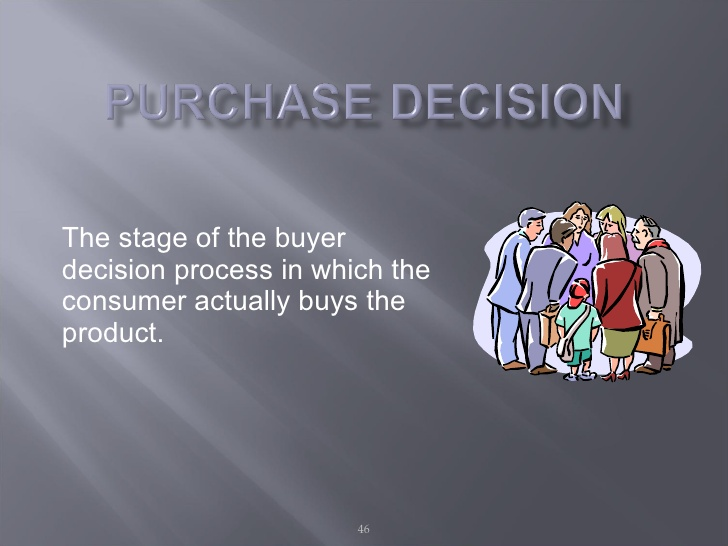 PURCHASE DECISION
The stage of the buyer
decision process in which the
consumer actually buys the
product.
46